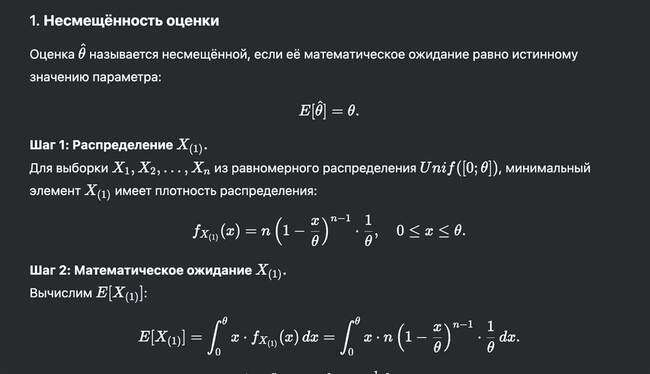 1. Несмещённость оценки
Оценка θ̂ называется несмещённой, если её математическое ожидание равно истинному
значению параметра:
E[θ̂] = θ.
Шаг 1: Распределение X₍₁₎.
Для выборки X₁, X₂, …, Xₙ из равномерного распределения Unif([0; θ]), минимальный
элемент X₍₁₎ имеет плотность распределения:
f_{X₍₁₎}(x) = n (1 − x/θ)ⁿ⁻¹ · 1/θ, 0 ≤ x ≤ θ.
Шаг 2: Математическое ожидание X₍₁₎.
Вычислим E[X₍₁₎]:
E[X₍₁₎] = ∫₀^θ x · f_{X₍₁₎}(x) dx = ∫₀^θ x · n (1 − x/θ)ⁿ⁻¹ · 1/θ dx.